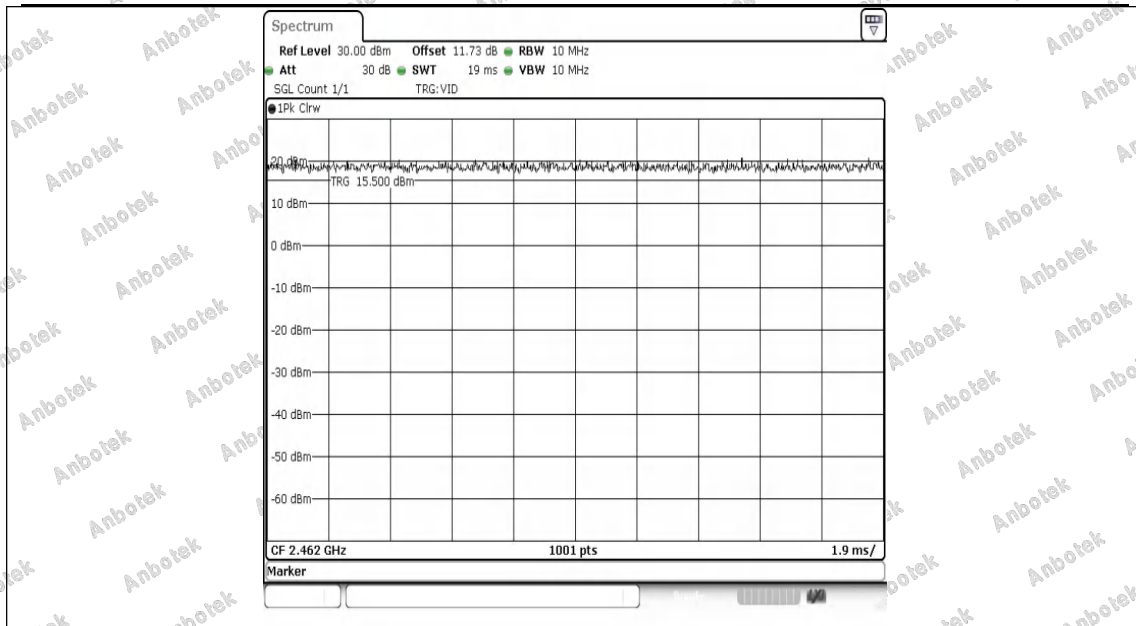 Spectrum
Ref Level 30.00 dBm Offset 11.73 dB RBW 10 MHz
Att 30 dB SWT 19 ms VBW 10 MHz
SGL Count 1/1 TRG:VID
1Pk Clrw
20 dBm
TRG 15.500 dBm
10 dBm
0 dBm
-10 dBm
-20 dBm
-30 dBm
-40 dBm
-50 dBm
-60 dBm
CF 2.462 GHz 1001 pts 1.9 ms/
Marker
Anbotek